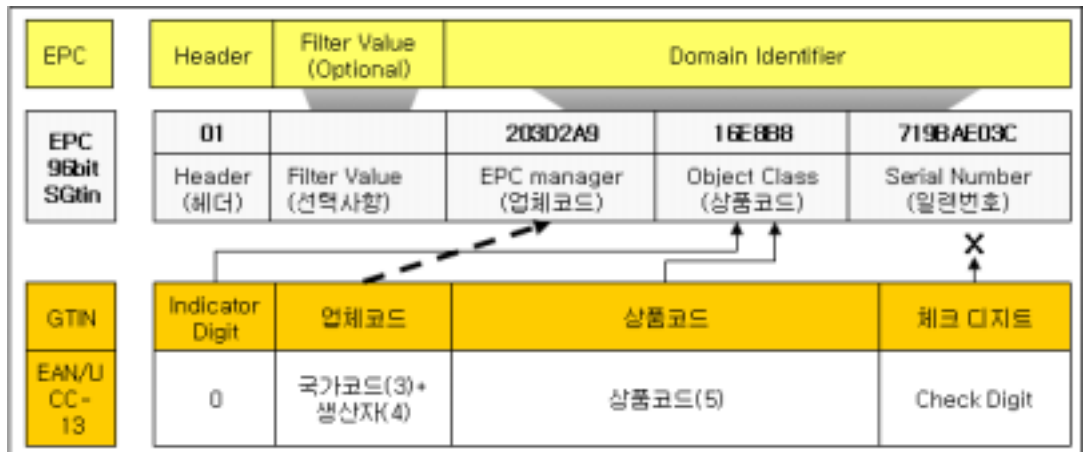 EPC
Header
Filter Value
(Optional)
Domain Identifier
EPC
96bit
SGtin
01
203D2A9
16E8B8
719BAE03C
Header
(헤더)
Filter Value
(선택사항)
EPC manager
(업체코드)
Object Class
(상품코드)
Serial Number
(일련번호)
X
GTIN
Indicator
Digit
업체코드
상품코드
체크 디지트
EAN/U
CC-
13
0
국가코드(3)+
생산자(4)
상품코드(5)
Check Digit